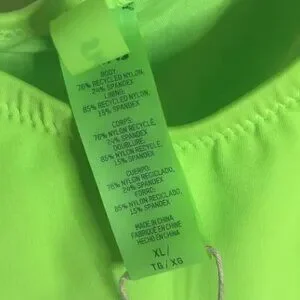 S
BODY:
76% RECYCLED NYLON,
24% SPANDEX
LINING:
85% RECYCLED NYLON,
15% SPANDEX
CORPS:
76% NYLON RECYCLÉ,
24% SPANDEX
DOUBLURE:
85% NYLON RECYCLÉ,
15% SPANDEX
CUERPO:
76% NYLON RECICLADO,
24% SPANDEX
FORRO:
85% NYLON RECICLADO,
15% SPANDEX
MADE IN CHINA
FABRIQUÉ EN CHINE
HECHO EN CHINA
XL/
TG/XG